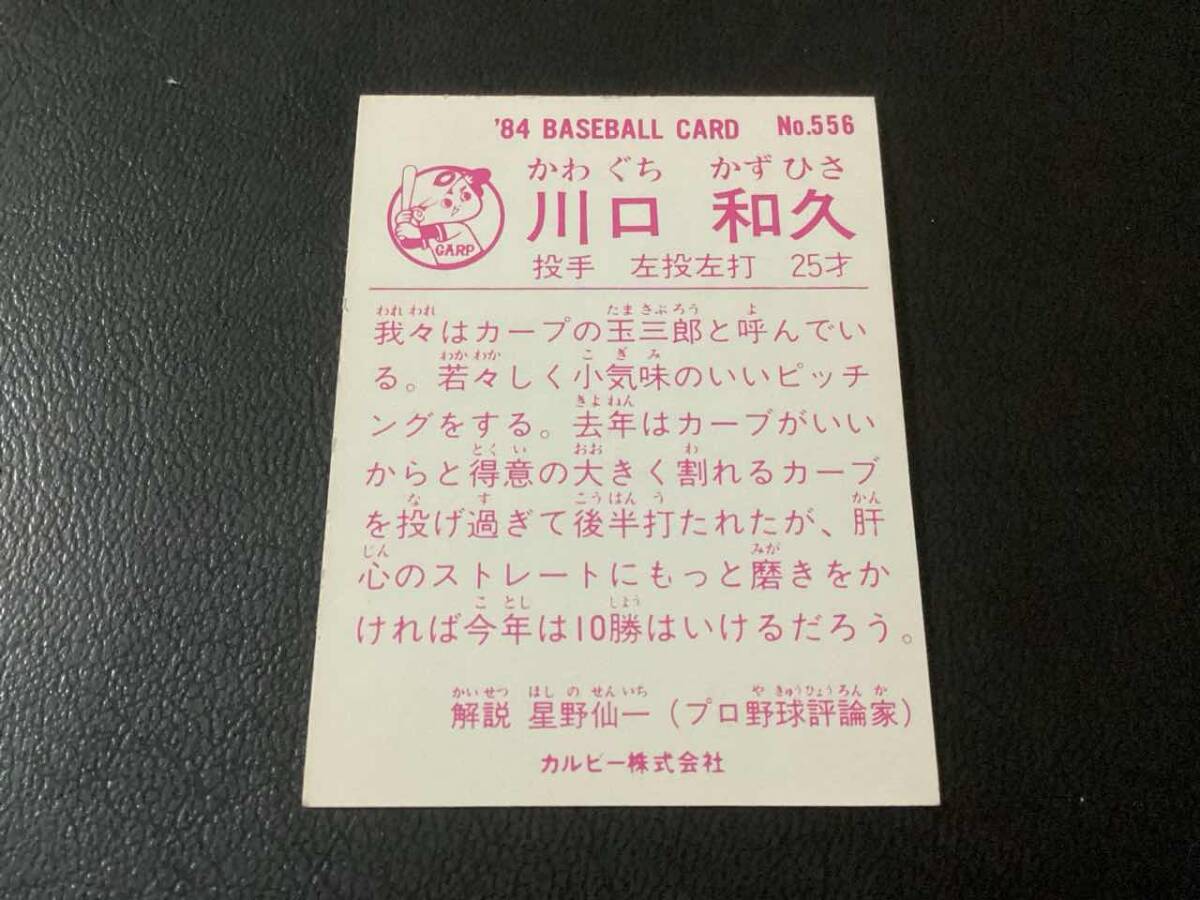 '84 BASEBALL CARD No.556
かわ ぐち かず ひさ
川口 和久
CARP
投手 左投左打 25才
われ われ たま さぶ ろう よ
我々はカープの玉三郎と呼んでい
わか わか こ ぎ み
る。若々しく小気味のいいピッチ
きよ ねん
ングをする。去年はカーブがいい
とく い おお わ
からと得意の大きく割れるカーブ
な す こう はん う かん
を投げ過ぎて後半打たれたが、肝
じん みが
心のストレートにもっと磨きをか
こ とし しょう
ければ今年は10勝はいけるだろう。
かい せつ ほし の せん いち や きゅう ひょう ろん か
解説 星野仙一（プロ野球評論家）
カルビー株式会社